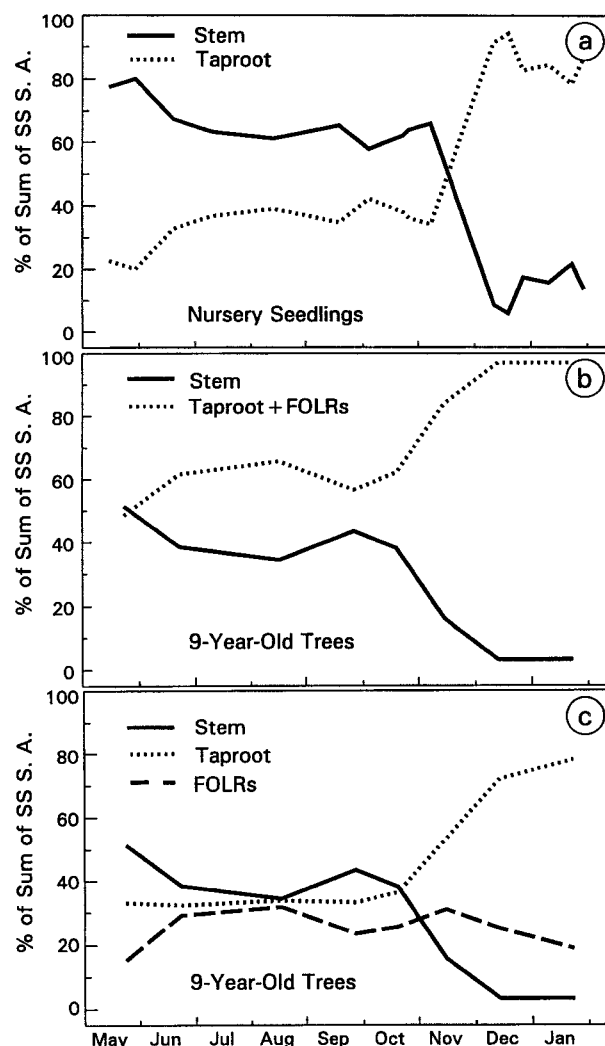 100
Stem
Taproot
a
80
60
40
20
0
% of Sum of SS S. A.
Nursery Seedlings
100
Stem
Taproot + FOLRs
b
80
60
40
20
0
% of Sum of SS S. A.
9-Year-Old Trees
100
Stem
Taproot
FOLRs
c
80
60
40
20
0
% of Sum of SS S. A.
9-Year-Old Trees
May Jun Jul Aug Sep Oct Nov Dec Jan